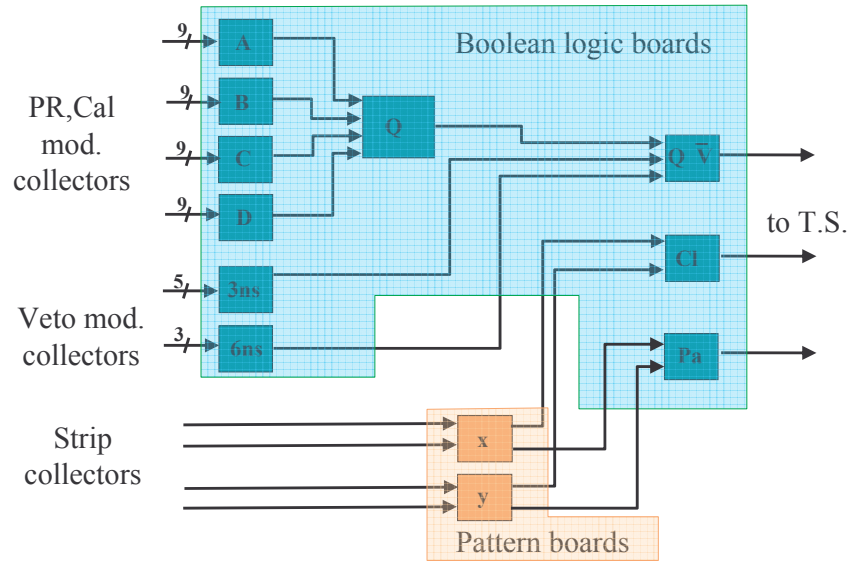 9
A
Boolean logic boards
9
B
PR,Cal
mod.
collectors
Q
9
C
Q V̅
9
D
to T.S.
Cl
5
3ns
Veto mod.
collectors
3
6ns
Pa
Strip
collectors
x
y
Pattern boards